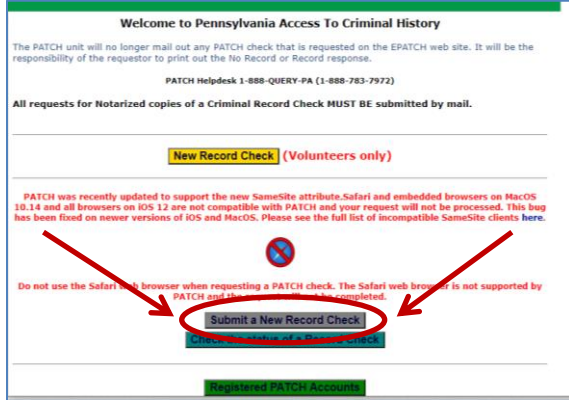 Welcome to Pennsylvania Access To Criminal History
The PATCH unit will no longer mail out any PATCH check that is requested on the EPATCH web site. It will be the
responsibility of the requestor to print out the No Record or Record response.
PATCH Helpdesk 1-888-QUERY-PA (1-888-783-7972)
All requests for Notarized copies of a Criminal Record Check MUST BE submitted by mail.
New Record Check (Volunteers only)
PATCH was recently updated to support the new SameSite attribute.Safari and embedded browsers on MacOS
10.14 and all browsers on iOS 12 are not compatible with PATCH and your request will not be processed. This bug
has been fixed on newer versions of iOS and MacOS. Please see the full list of incompatible SameSite clients here.
Do not use the Safari web browser when requesting a PATCH check. The Safari web browser is not supported by
PATCH and the request will not be completed.
Submit a New Record Check
Check the status of a Record Check
Registered PATCH Accounts